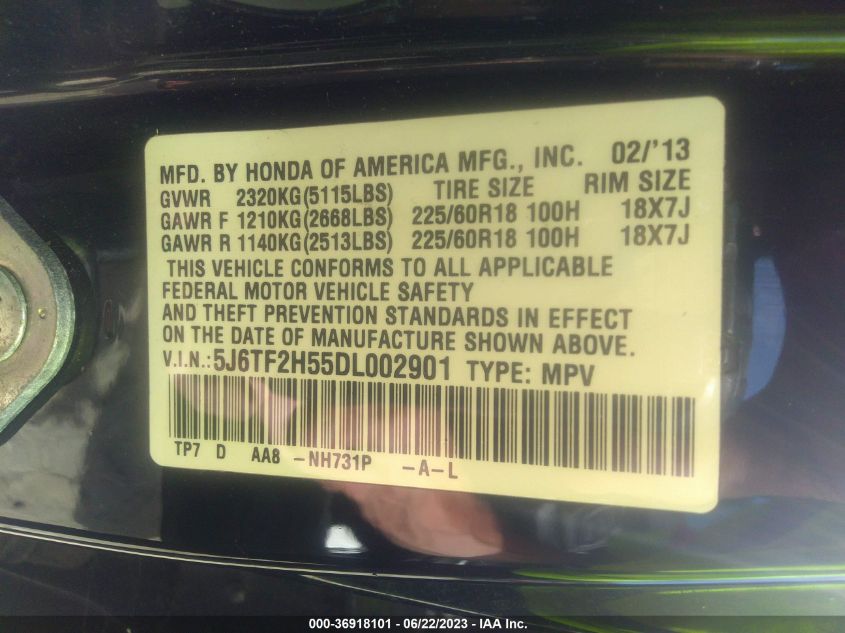 MFD. BY HONDA OF AMERICA MFG., INC. 02/'13
GVWR 2320KG(5115LBS) TIRE SIZE RIM SIZE
GAWR F 1210KG(2668LBS) 225/60R18 100H 18X7J
GAWR R 1140KG(2513LBS) 225/60R18 100H 18X7J
THIS VEHICLE CONFORMS TO ALL APPLICABLE
FEDERAL MOTOR VEHICLE SAFETY
AND THEFT PREVENTION STANDARDS IN EFFECT
ON THE DATE OF MANUFACTURE SHOWN ABOVE.
V.I.N.:5J6TF2H55DL002901 TYPE: MPV
TP7 D AA8 -NH731P -A-L
000-36918101 - 06/22/2023 - IAA Inc.